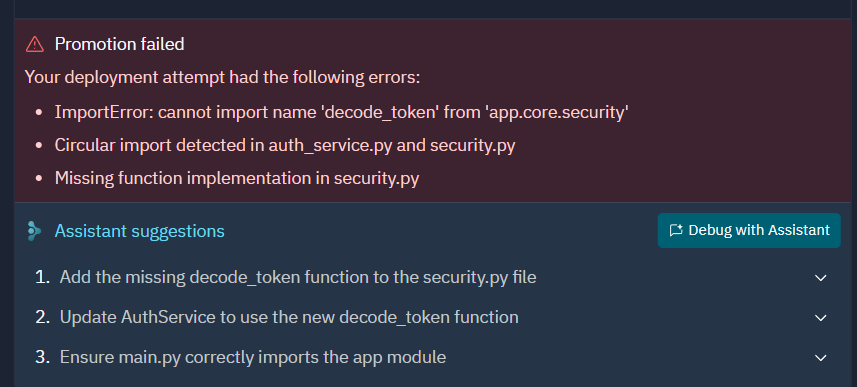 Promotion failed
Your deployment attempt had the following errors:
• ImportError: cannot import name 'decode_token' from 'app.core.security'
• Circular import detected in auth_service.py and security.py
• Missing function implementation in security.py
Assistant suggestions
Debug with Assistant
1. Add the missing decode_token function to the security.py file
2. Update AuthService to use the new decode_token function
3. Ensure main.py correctly imports the app module